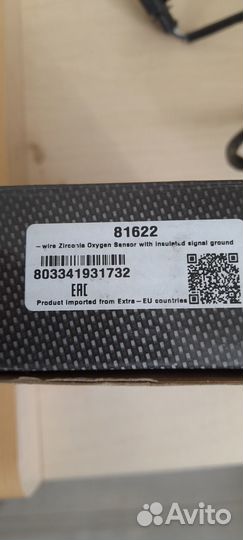 81622
– wire Zirconia Oxygen Sensor with insulated signal ground
803341931732
EAC
Product imported from Extra – EU countries
Avito